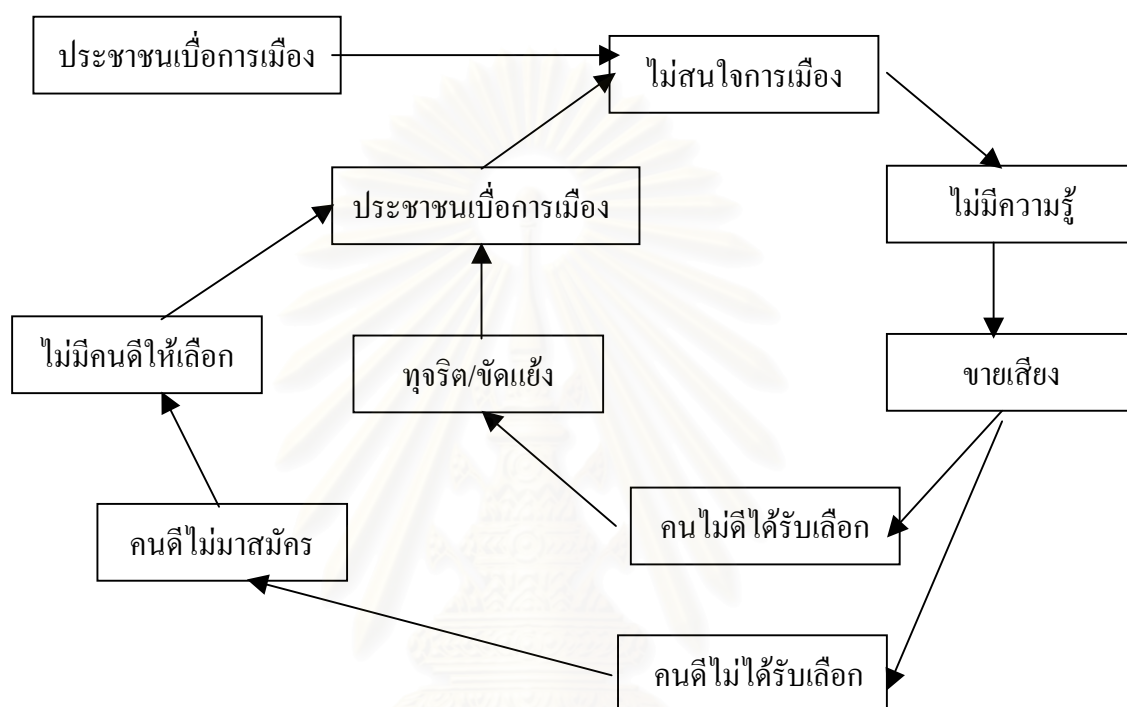 ประชาชนเบื่อการเมือง
ไม่สนใจการเมือง
ประชาชนเบื่อการเมือง
ไม่มีความรู้
ไม่มีคนดีให้เลือก
ทุจริต/ขัดแย้ง
ขายเสียง
คนดีไม่มาสมัคร
คนไม่ดีได้รับเลือก
คนดีไม่ได้รับเลือก